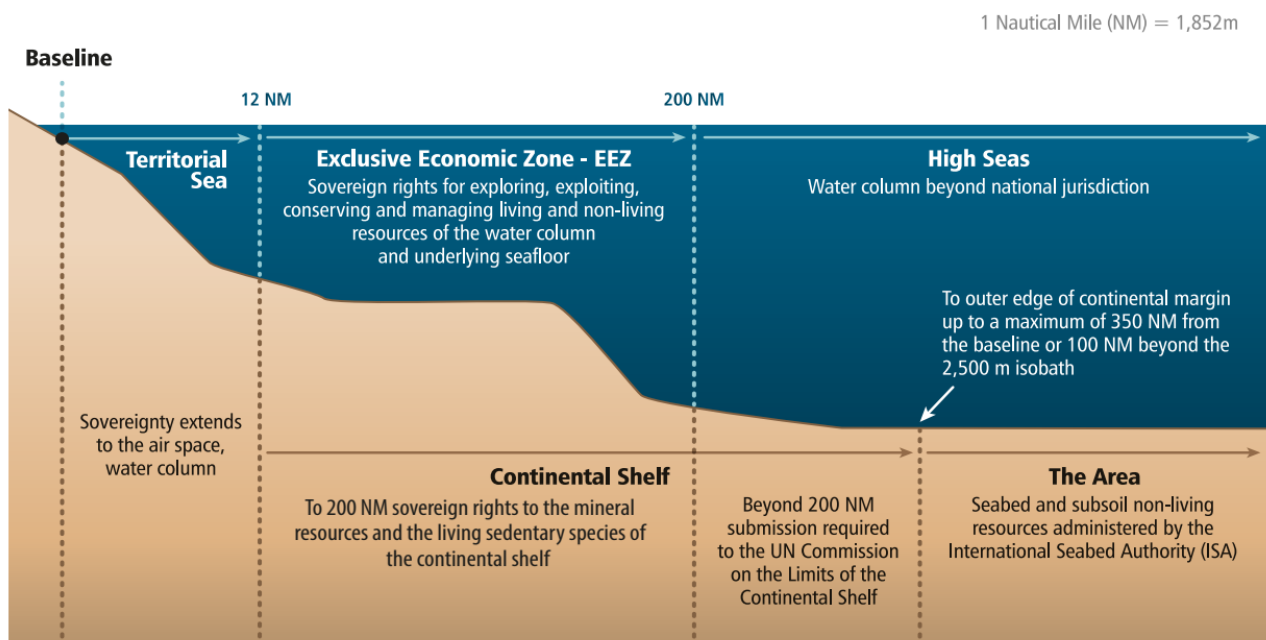 1 Nautical Mile (NM) = 1,852m
Baseline
12 NM
200 NM
Territorial
Sea
Exclusive Economic Zone - EEZ
Sovereign rights for exploring, exploiting,
conserving and managing living and non-living
resources of the water column
and underlying seafloor
High Seas
Water column beyond national jurisdiction
To outer edge of continental margin
up to a maximum of 350 NM from
the baseline or 100 NM beyond the
2,500 m isobath
Sovereignty extends
to the air space,
water column
Continental Shelf
To 200 NM sovereign rights to the mineral
resources and the living sedentary species of
the continental shelf
Beyond 200 NM
submission required
to the UN Commission
on the Limits of the
Continental Shelf
The Area
Seabed and subsoil non-living
resources administered by the
International Seabed Authority (ISA)